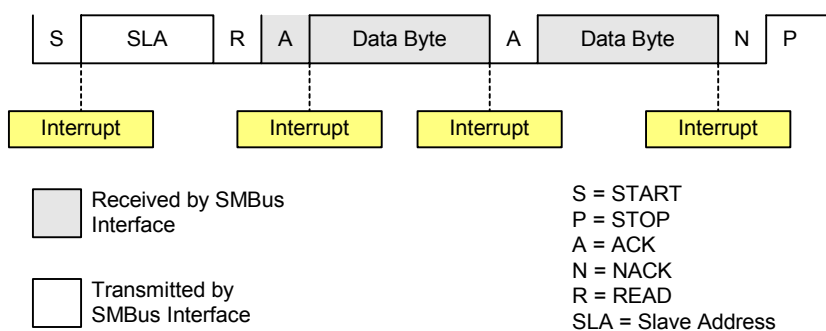 S SLA R A Data Byte A Data Byte N P
Interrupt Interrupt Interrupt Interrupt
Received by SMBus
Interface
Transmitted by
SMBus Interface
S = START
P = STOP
A = ACK
N = NACK
R = READ
SLA = Slave Address